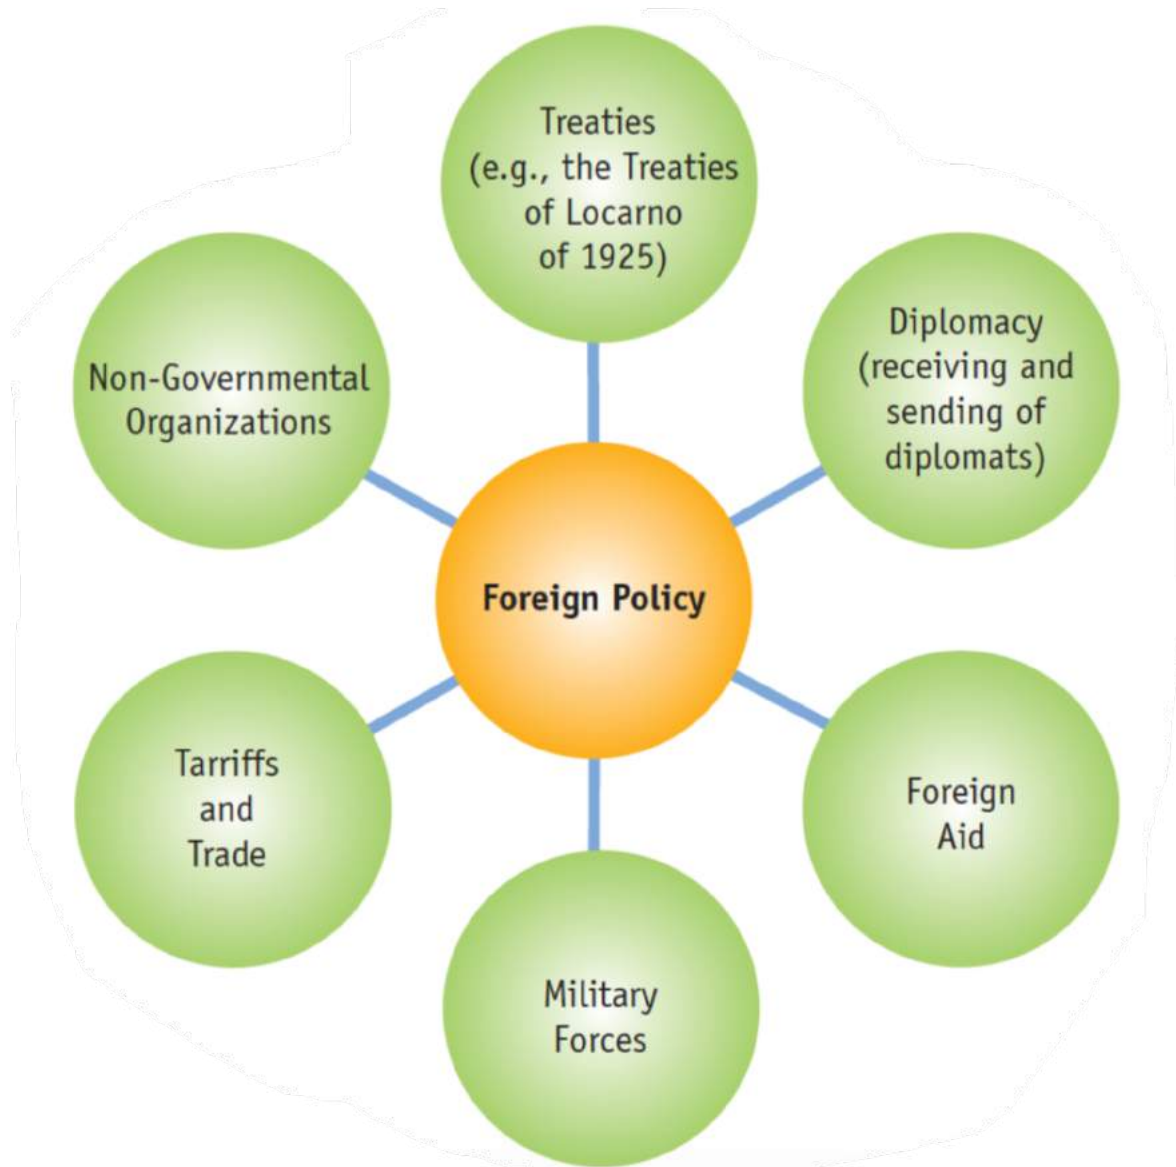 Treaties
(e.g., the Treaties
of Locarno
of 1925)
Diplomacy
(receiving and
sending of
diplomats)
Non-Governmental
Organizations
Foreign Policy
Tarriffs
and
Trade
Foreign
Aid
Military
Forces